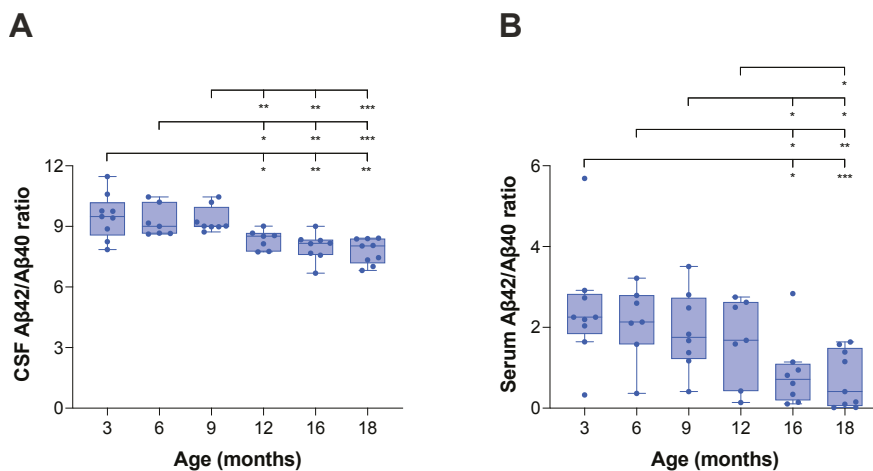 A
** ** ***
* ** ***
* ** **
12
9
6
3
0
CSF Aβ42/Aβ40 ratio
3 6 9 12 16 18
Age (months)
B
*
* *
* **
* ***
6
4
2
0
Serum Aβ42/Aβ40 ratio
3 6 9 12 16 18
Age (months)